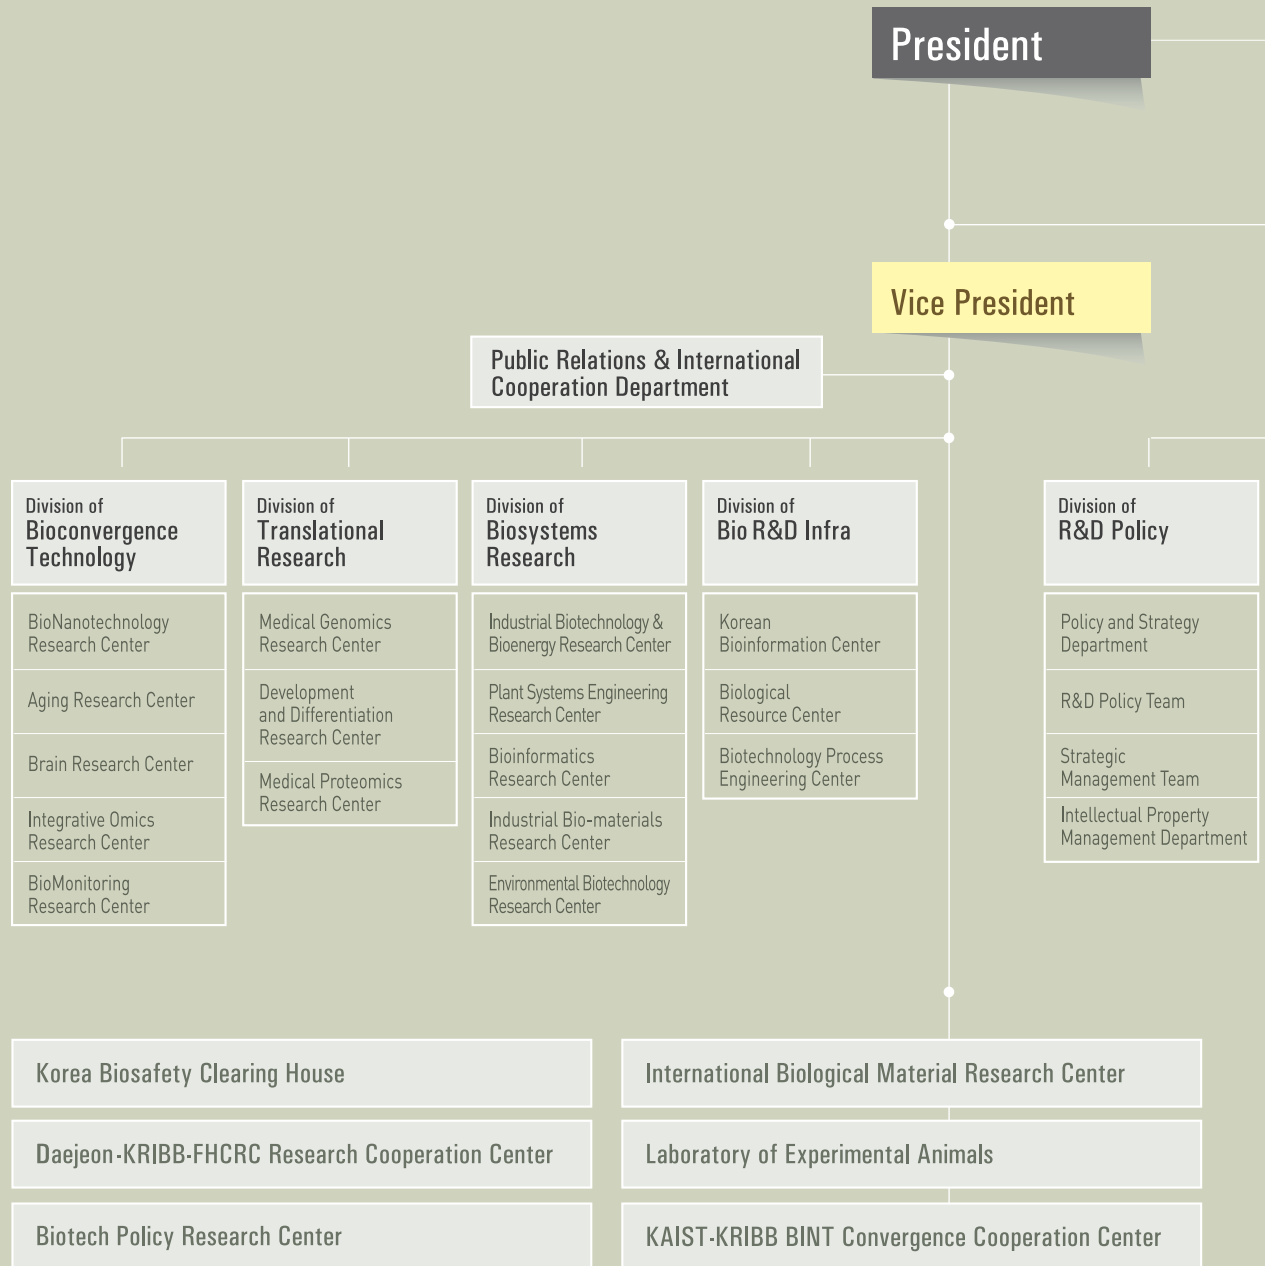 President
Vice President
Public Relations & International
Cooperation Department
Division of
Bioconvergence
Technology
BioNanotechnology
Research Center
Aging Research Center
Brain Research Center
Integrative Omics
Research Center
BioMonitoring
Research Center
Division of
Translational
Research
Medical Genomics
Research Center
Development
and Differentiation
Research Center
Medical Proteomics
Research Center
Division of
Biosystems
Research
Industrial Biotechnology &
Bioenergy Research Center
Plant Systems Engineering
Research Center
Bioinformatics
Research Center
Industrial Bio-materials
Research Center
Environmental Biotechnology
Research Center
Division of
Bio R&D Infra
Korean
Bioinformation Center
Biological
Resource Center
Biotechnology Process
Engineering Center
Division of
R&D Policy
Policy and Strategy
Department
R&D Policy Team
Strategic
Management Team
Intellectual Property
Management Department
Korea Biosafety Clearing House
Daejeon-KRIBB-FHCRC Research Cooperation Center
Biotech Policy Research Center
International Biological Material Research Center
Laboratory of Experimental Animals
KAIST-KRIBB BINT Convergence Cooperation Center